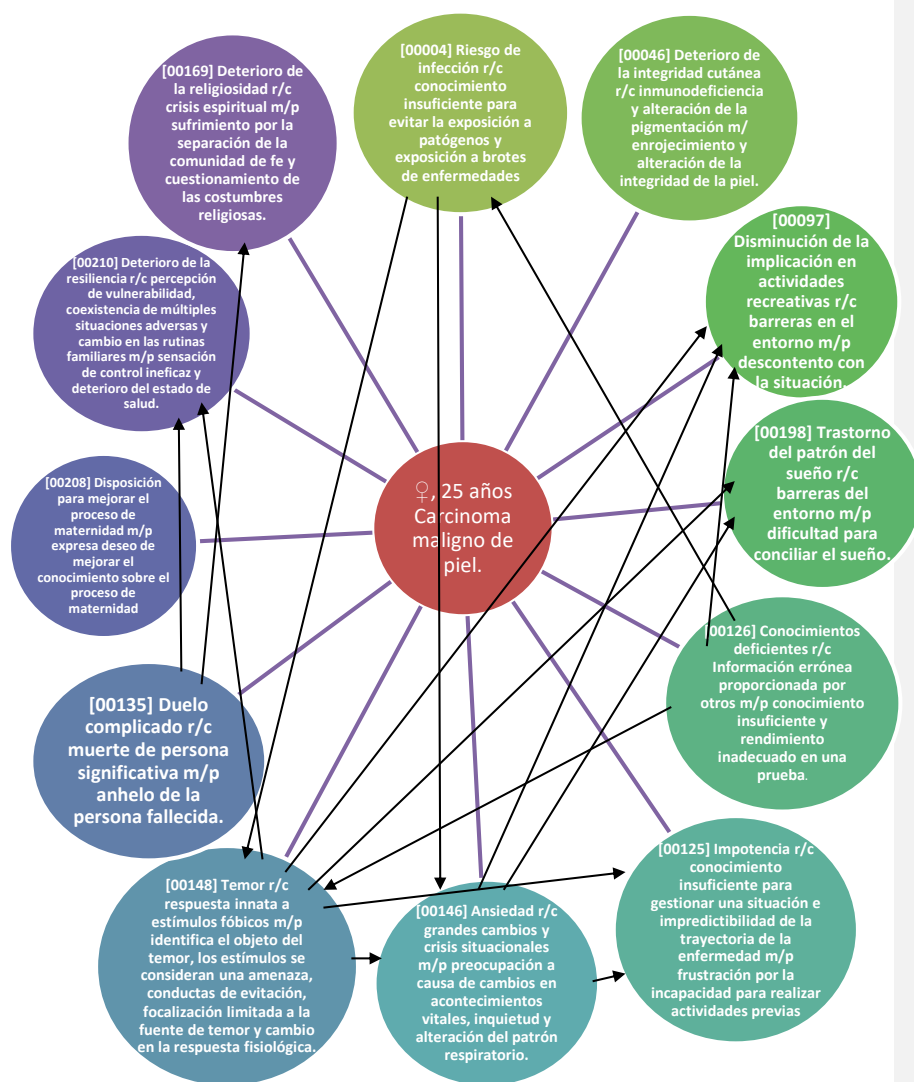 [00004] Riesgo de
infección r/c
conocimiento
insuficiente para
evitar la exposición a
patógenos y
exposición a brotes
de enfermedades
[00046] Deterioro de
la integridad cutánea
r/c inmunodeficiencia
y alteración de la
pigmentación m/
enrojecimiento y
alteración de la
integridad de la piel.
[00097]
Disminución de la
implicación en
actividades
recreativas r/c
barreras en el
entorno m/p
descontento con
la situación.
[00198] Trastorno
del patrón del
sueño r/c
barreras del
entorno m/p
dificultad para
conciliar el sueño.
[00126] Conocimientos
deficientes r/c
Información errónea
proporcionada por
otros m/p conocimiento
insuficiente y
rendimiento
inadecuado en una
prueba.
[00125] Impotencia r/c
conocimiento
insuficiente para
gestionar una situación e
impredictibilidad de la
trayectoria de la
enfermedad m/p
frustración por la
incapacidad para realizar
actividades previas
[00146] Ansiedad r/c
grandes cambios y
crisis situacionales
m/p preocupación a
causa de cambios en
acontecimientos
vitales, inquietud y
alteración del patrón
respiratorio.
[00148] Temor r/c
respuesta innata a
estímulos fóbicos m/p
identifica el objeto del
temor, los estímulos se
consideran una amenaza,
conductas de evitación,
focalización limitada a la
fuente de temor y cambio
en la respuesta fisiológica.
[00135] Duelo
complicado r/c
muerte de persona
significativa m/p
anhelo de la
persona fallecida.
[00208] Disposición
para mejorar el
proceso de
maternidad m/p
expresa deseo de
mejorar el
conocimiento sobre el
proceso de
maternidad
[00210] Deterioro de la
resiliencia r/c percepción
de vulnerabilidad,
coexistencia de múltiples
situaciones adversas y
cambio en las rutinas
familiares m/p sensación
de control ineficaz y
deterioro del estado de
salud.
[00169] Deterioro de
la religiosidad r/c
crisis espiritual m/p
sufrimiento por la
separación de la
comunidad de fe y
cuestionamiento de
las costumbres
religiosas.
♀, 25 años
Carcinoma
maligno de
piel.